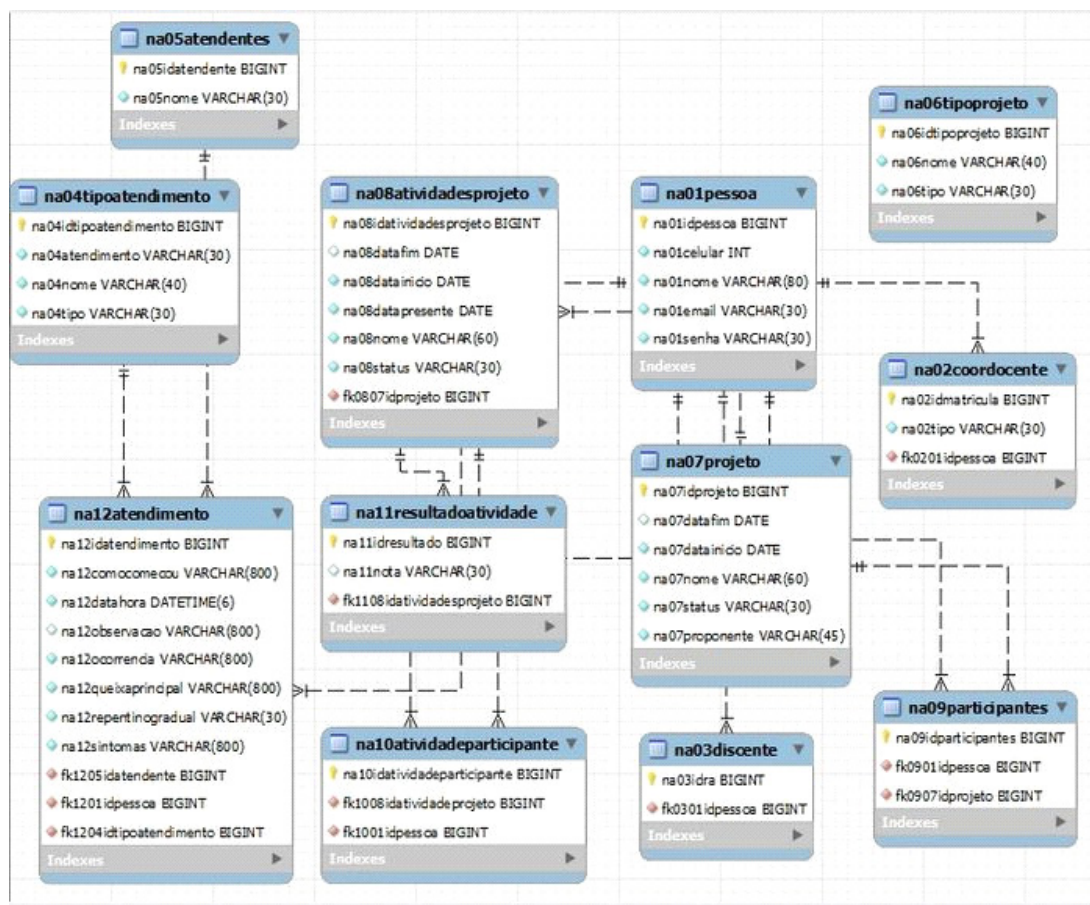 na05atendentes
na05idatendente BIGINT
na05nome VARCHAR(30)
Indexes
na04tipoatendimento
na04idtipoatendimento BIGINT
na04atendimento VARCHAR(30)
na04nome VARCHAR(40)
na04tipo VARCHAR(30)
Indexes
na08atividadesprojeto
na08idatividadesprojeto BIGINT
na08datafim DATE
na08datainicio DATE
na08datapresente DATE
na08nome VARCHAR(60)
na08status VARCHAR(30)
fk0807idprojeto BIGINT
Indexes
na01pessoa
na01idpessoa BIGINT
na01celular INT
na01nome VARCHAR(80)
na01email VARCHAR(30)
na01senha VARCHAR(30)
Indexes
na06tipoprojeto
na06idtipoprojeto BIGINT
na06nome VARCHAR(40)
na06tipo VARCHAR(30)
Indexes
na02coordocente
na02idmatricula BIGINT
na02tipo VARCHAR(30)
fk0201idpessoa BIGINT
Indexes
na12atendimento
na12idatendimento BIGINT
na12comocomecou VARCHAR(800)
na12datahora DATETIME(6)
na12observacao VARCHAR(800)
na12ocorrencia VARCHAR(800)
na12queixaprincipal VARCHAR(800)
na12repentinogradual VARCHAR(30)
na12sintomas VARCHAR(800)
fk1205idatendente BIGINT
fk1201idpessoa BIGINT
fk1204idtipoatendimento BIGINT
Indexes
na11resultadoatividade
na11idresultado BIGINT
na11nota VARCHAR(30)
fk1108idatividadesprojeto BIGINT
Indexes
na07projeto
na07idprojeto BIGINT
na07datafim DATE
na07datainicio DATE
na07nome VARCHAR(60)
na07status VARCHAR(30)
na07proponente VARCHAR(45)
Indexes
na10atividadeparticipante
na10idatividadeparticipante BIGINT
fk1008idatividadeprojeto BIGINT
fk1001idpessoa BIGINT
Indexes
na03discente
na03idra BIGINT
fk0301idpessoa BIGINT
Indexes
na09participantes
na09idparticipantes BIGINT
fk0901idpessoa BIGINT
fk0907idprojeto BIGINT
Indexes